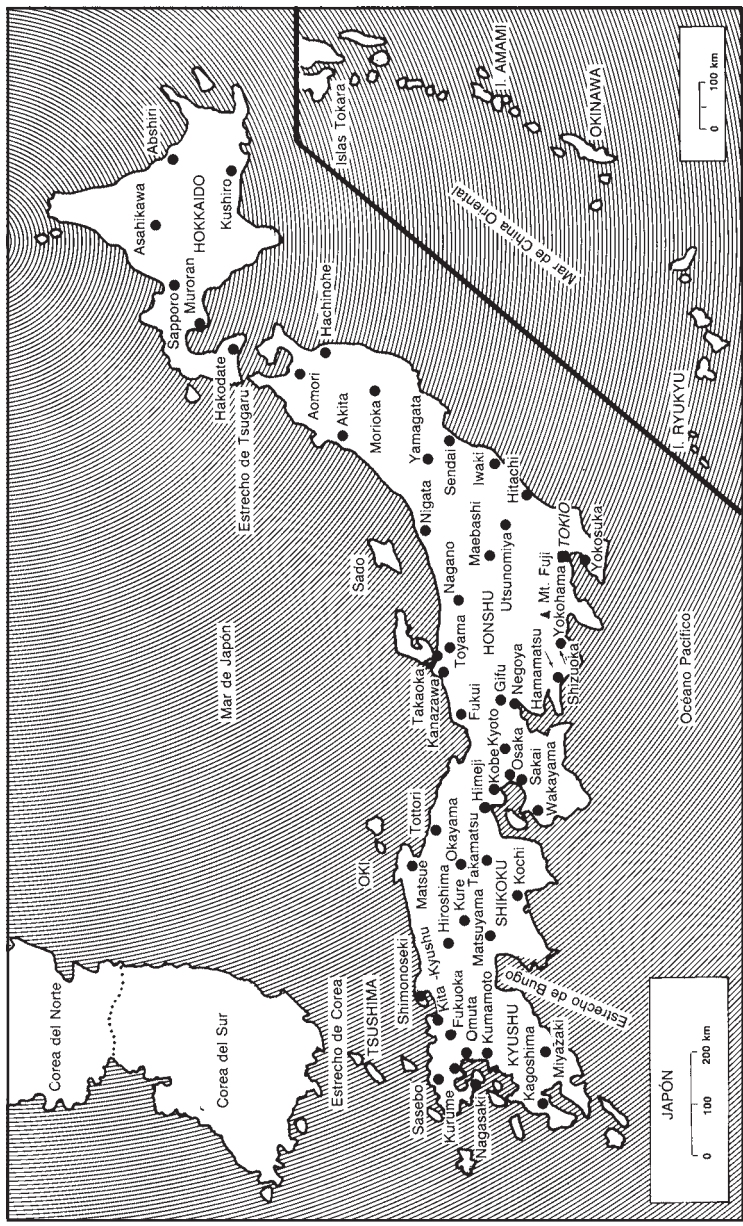 Corea del Norte
Corea del Sur
Estrecho de Corea
TSUSHIMA
OKI
Mar de Japón
Sado
Estrecho de Tsugaru
Hakodate
Sapporo
Muroran
Asahikawa
HOKKAIDO
Abshiri
Kushiro
Hachinohe
Aomori
Akita
Morioka
Yamagata
Sendai
Iwaki
Hitachi
Nigata
Maebashi
Utsunomiya
Nagano
HONSHU
Toyama
Takaoka
Kanazawa
Fukui
TOKIO
Yokosuka
Mt. Fuji
Yokohama
Hamamatsu
Shizuoka
Gifu
Negoya
Kyoto
Kobe
Osaka
Sakai
Wakayama
Himeji
Tottori
Okayama
Takamatsu
Matsue
Hiroshima
Kure
Matsuyama
SHIKOKU
Kochi
Shimonoseki
Kita -Kyushu
Fukuoka
Omuta
Kumamoto
KYUSHU
Kagoshima
Miyazaki
Sasebo
Kurume
Nagasaki
Estrecho de Bungo
Océano Pacífico
JAPÓN
0 100 200 km
Islas Tokara
I. AMAMI
OKINAWA
Mar de China Oriental
I. RYUKYU
0 100 km